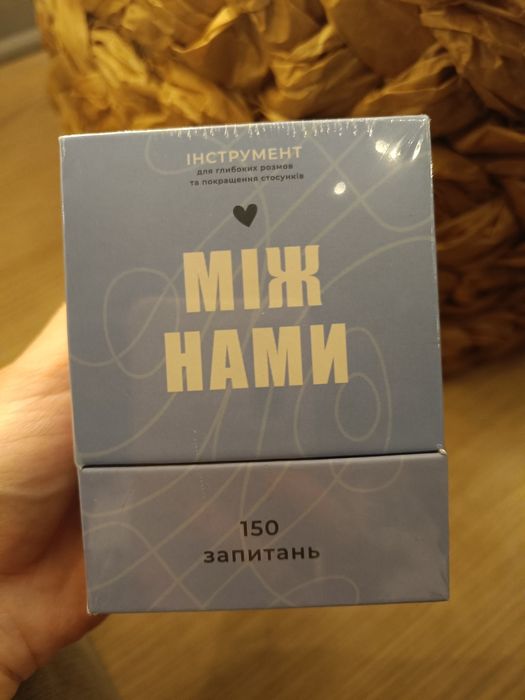 ІНСТРУМЕНТ
для глибоких розмов
та покращення стосунків
МІЖ
НАМИ
150
запитань